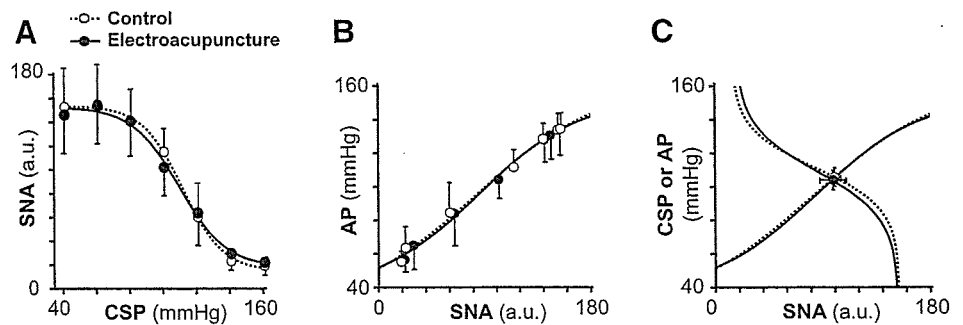 A
Control
Electroacupuncture
180
SNA (a.u.)
0
40
CSP (mmHg)
160
B
160
AP (mmHg)
40
0
SNA (a.u.)
180
C
160
CSP or AP
(mmHg)
40
0
SNA (a.u.)
180